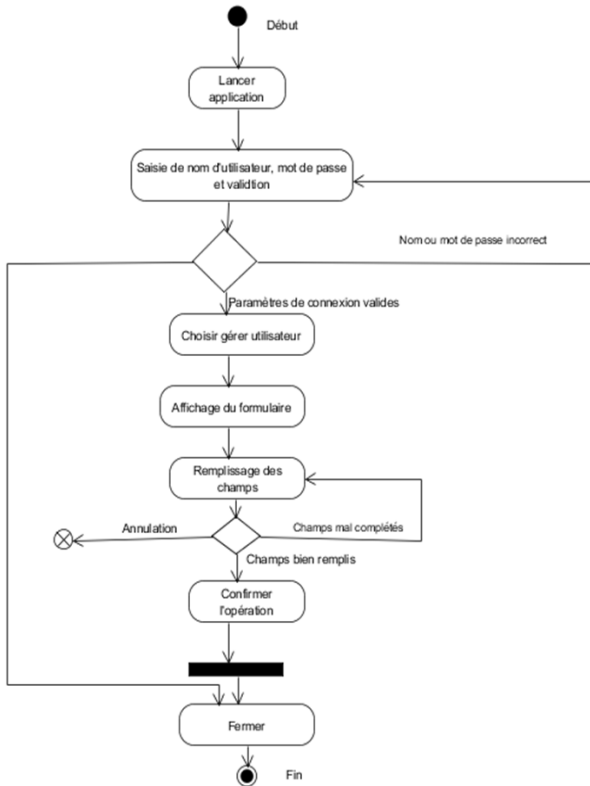 Début
Lancer
application
Saisie de nom d'utilisateur, mot de passe
et validtion
Nom ou mot de passe incorrect
Paramètres de connexion valides
Choisir gérer utilisateur
Affichage du formulaire
Remplissage des
champs
Annulation
Champs mal complétés
Champs bien remplis
Confirmer
l'opération
Fermer
Fin